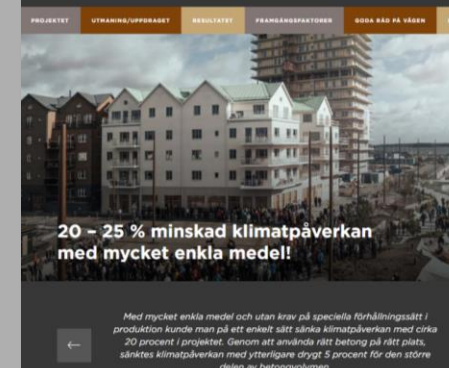 PROJEKTET UTMANING/UPPDRAGET RESULTATET FRAMGÅNGSFAKTORER GODA RÅD PÅ VÄGEN
20 – 25 % minskad klimatpåverkan
med mycket enkla medel!
Med mycket enkla medel och utan krav på speciella förhållningssätt i
produktion kunde man på ett enkelt sätt sänka klimatpåverkan med cirka
20 procent i projektet. Genom att använda rätt betong på rätt plats,
sänktes klimatpåverkan med ytterligare drygt 5 procent för den större
delen av betongvolymen